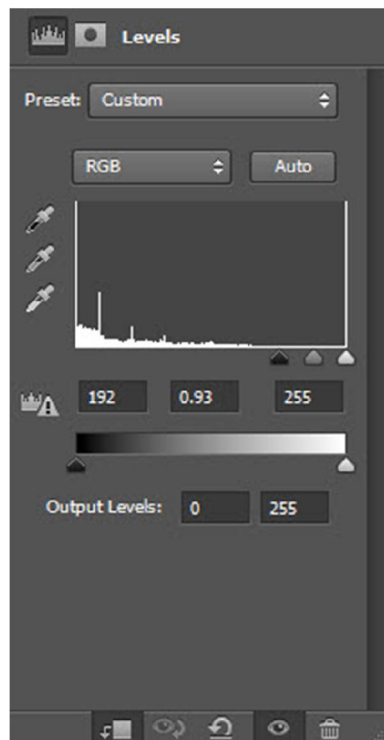 Levels
Preset: Custom
RGB Auto
192 0.93 255
Output Levels: 0 255